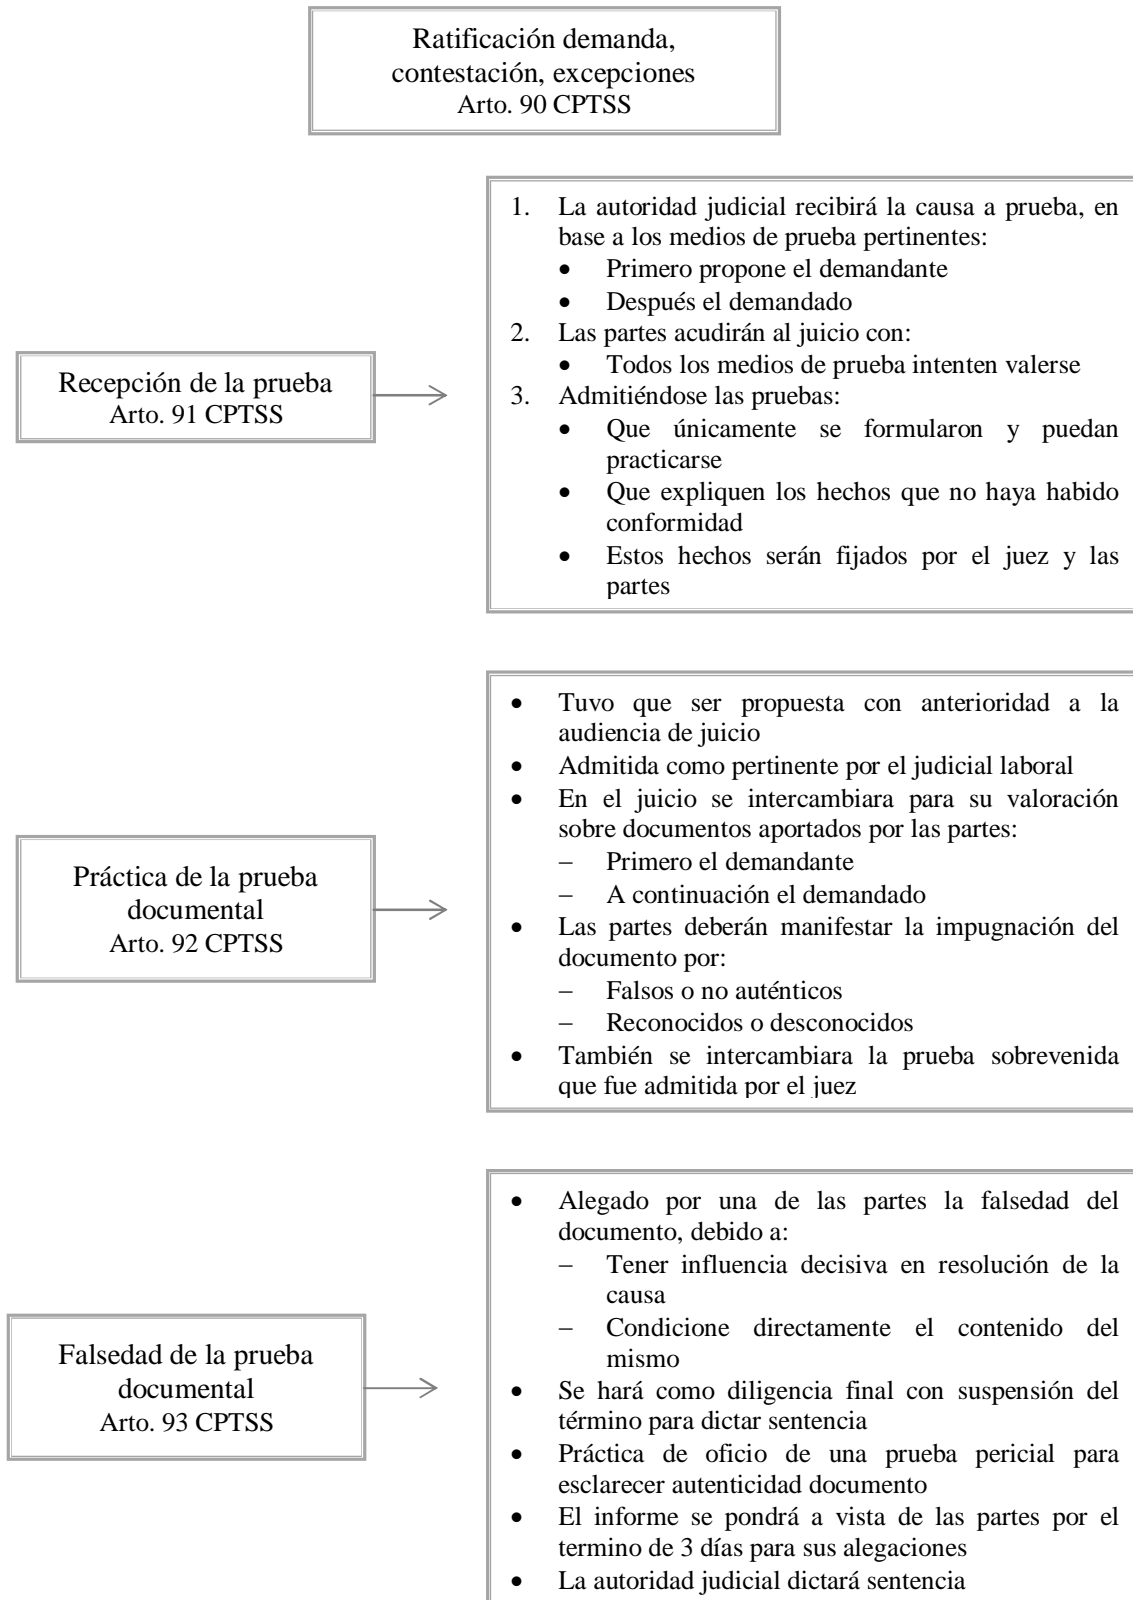 Ratificación demanda,
contestación, excepciones
Arto. 90 CPTSS
Recepción de la prueba
Arto. 91 CPTSS
1. La autoridad judicial recibirá la causa a prueba, en
base a los medios de prueba pertinentes:
• Primero propone el demandante
• Después el demandado
2. Las partes acudirán al juicio con:
• Todos los medios de prueba intenten valerse
3. Admitiéndose las pruebas:
• Que únicamente se formularon y puedan
practicarse
• Que expliquen los hechos que no haya habido
conformidad
• Estos hechos serán fijados por el juez y las
partes
Práctica de la prueba
documental
Arto. 92 CPTSS
• Tuvo que ser propuesta con anterioridad a la
audiencia de juicio
• Admitida como pertinente por el judicial laboral
• En el juicio se intercambiara para su valoración
sobre documentos aportados por las partes:
– Primero el demandante
– A continuación el demandado
• Las partes deberán manifestar la impugnación del
documento por:
– Falsos o no auténticos
– Reconocidos o desconocidos
• También se intercambiara la prueba sobrevenida
que fue admitida por el juez
Falsedad de la prueba
documental
Arto. 93 CPTSS
• Alegado por una de las partes la falsedad del
documento, debido a:
– Tener influencia decisiva en resolución de la
causa
– Condicione directamente el contenido del
mismo
• Se hará como diligencia final con suspensión del
término para dictar sentencia
• Práctica de oficio de una prueba pericial para
esclarecer autenticidad documento
• El informe se pondrá a vista de las partes por el
termino de 3 días para sus alegaciones
• La autoridad judicial dictará sentencia